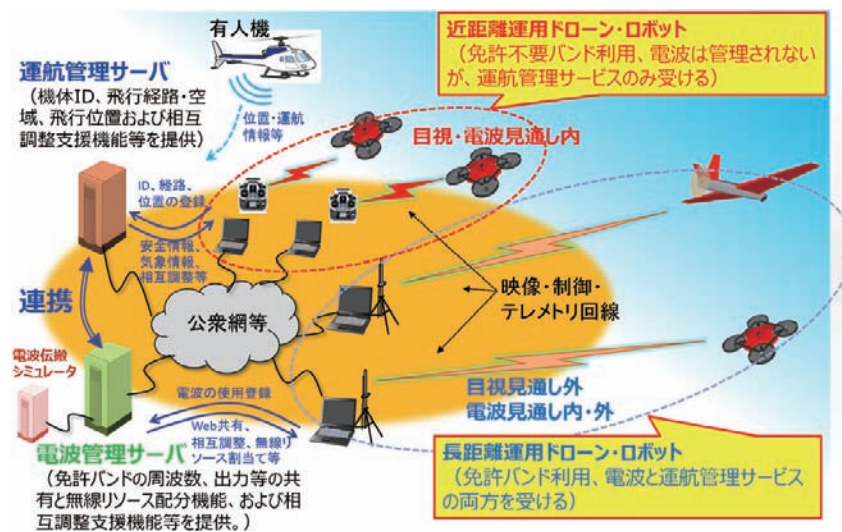 有人機
運航管理サーバ
（機体ID、飛行経路・空
域、飛行位置および相互
調整支援機能等を提供）
位置・運航
情報等
近距離運用ドローン・ロボット
（免許不要バンド利用、電波は管理されない
が、運航管理サービスのみ受ける）
目視・電波見通し内
ID、経路、
位置の登録
安全情報、
気象情報、
相互調整等
連携
公衆網等
映像・制御・
テレメトリ回線
電波伝搬
シミュレータ
電波の使用登録
Web共有、
相互調整、無線リ
ソース割当て等
目視見通し外
電波見通し内・外
電波管理サーバ
（免許バンドの周波数、出力等の共
有と無線リソース配分機能、および相
互調整支援機能等を提供。）
長距離運用ドローン・ロボット
（免許バンド利用、電波と運航管理サービス
の両方を受ける）